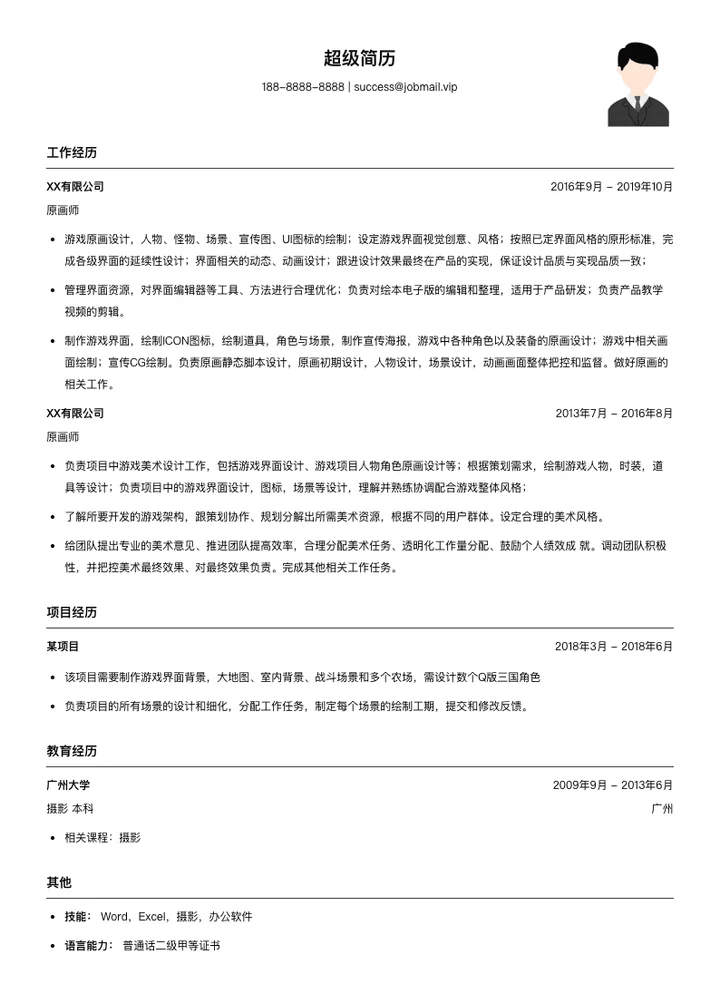 超级简历
188-8888-8888 | success@jobmail.vip
工作经历
XX有限公司 2016年9月 – 2019年10月
原画师
• 游戏原画设计，人物、怪物、场景、宣传图、UI图标的绘制；设定游戏界面视觉创意、风格；按照已定界面风格的原形标准，完
成各级界面的延续性设计；界面相关的动态、动画设计；跟进设计效果最终在产品的实现，保证设计品质与实现品质一致；
• 管理界面资源，对界面编辑器等工具、方法进行合理优化；负责对绘本电子版的编辑和整理，适用于产品研发；负责产品教学
视频的剪辑。
• 制作游戏界面，绘制ICON图标，绘制道具，角色与场景，制作宣传海报，游戏中各种角色以及装备的原画设计；游戏中相关画
面绘制；宣传CG绘制。负责原画静态脚本设计，原画初期设计，人物设计，场景设计，动画画面整体把控和监督。做好原画的
相关工作。
XX有限公司 2013年7月 – 2016年8月
原画师
• 负责项目中游戏美术设计工作，包括游戏界面设计、游戏项目人物角色原画设计等；根据策划需求，绘制游戏人物，时装，道
具等设计；负责项目中的游戏界面设计，图标，场景等设计，理解并熟练协调配合游戏整体风格；
• 了解所要开发的游戏架构，跟策划协作、规划分解出所需美术资源，根据不同的用户群体。设定合理的美术风格。
• 给团队提出专业的美术意见、推进团队提高效率，合理分配美术任务、透明化工作量分配、鼓励个人绩效成 就。调动团队积极
性，并把控美术最终效果、对最终效果负责。完成其他相关工作任务。
项目经历
某项目 2018年3月 – 2018年6月
• 该项目需要制作游戏界面背景，大地图、室内背景、战斗场景和多个农场，需设计数个Q版三国角色
• 负责项目的所有场景的设计和细化，分配工作任务，制定每个场景的绘制工期，提交和修改反馈。
教育经历
广州大学 2009年9月 – 2013年6月
摄影 本科 广州
• 相关课程：摄影
其他
• 技能： Word，Excel，摄影，办公软件
• 语言能力： 普通话二级甲等证书